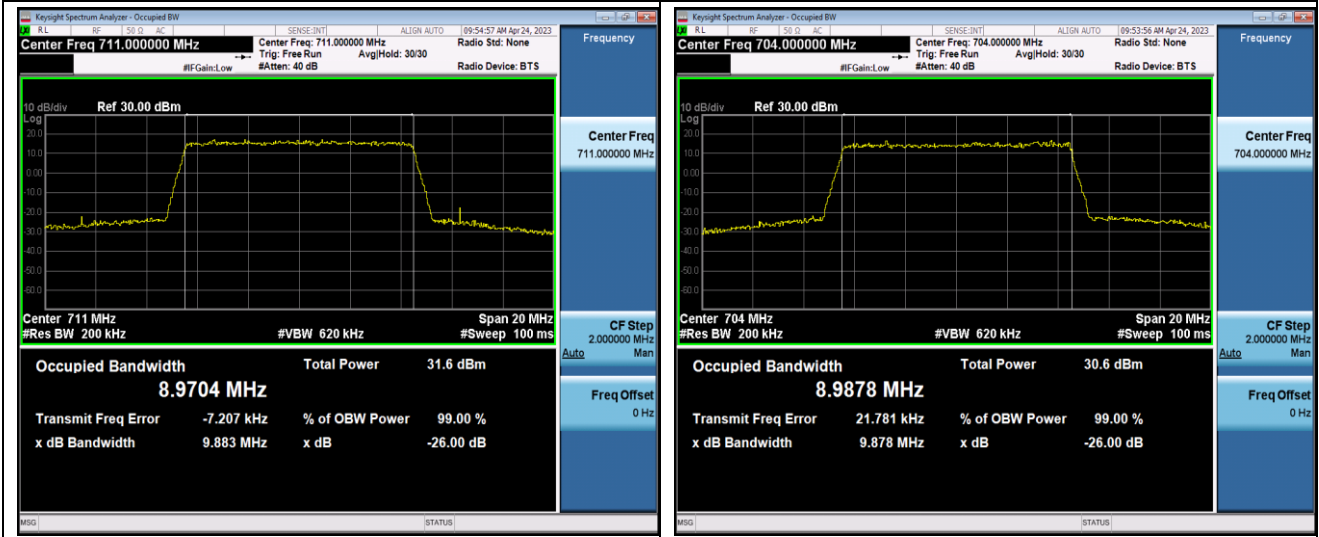 Keysight Spectrum Analyzer - Occupied BW
RL RF 50 Ω AC SENSE:INT ALIGN AUTO 09:54:57 AM Apr 24, 2023
Center Freq 711.000000 MHz
Center Freq: 711.000000 MHz
Radio Std: None
Trig: Free Run Avg|Hold: 30/30
#IFGain:Low #Atten: 40 dB
Radio Device: BTS
10 dB/div Ref 30.00 dBm
Log
20.0
10.0
0.00
-10.0
-20.0
-30.0
-40.0
-50.0
-60.0
Center 711 MHz Span 20 MHz
#Res BW 200 kHz #VBW 620 kHz #Sweep 100 ms
Occupied Bandwidth Total Power 31.6 dBm
8.9704 MHz
Transmit Freq Error -7.207 kHz % of OBW Power 99.00 %
x dB Bandwidth 9.883 MHz x dB -26.00 dB
MSG STATUS
Frequency
Center Freq
711.000000 MHz
CF Step
2.000000 MHz
Auto Man
Freq Offset
0 Hz
Keysight Spectrum Analyzer - Occupied BW
RL RF 50 Ω AC SENSE:INT ALIGN AUTO 09:53:56 AM Apr 24, 2023
Center Freq 704.000000 MHz
Center Freq: 704.000000 MHz
Radio Std: None
Trig: Free Run Avg|Hold: 30/30
#IFGain:Low #Atten: 40 dB
Radio Device: BTS
10 dB/div Ref 30.00 dBm
Log
20.0
10.0
0.00
-10.0
-20.0
-30.0
-40.0
-50.0
-60.0
Center 704 MHz Span 20 MHz
#Res BW 200 kHz #VBW 620 kHz #Sweep 100 ms
Occupied Bandwidth Total Power 30.6 dBm
8.9878 MHz
Transmit Freq Error 21.781 kHz % of OBW Power 99.00 %
x dB Bandwidth 9.878 MHz x dB -26.00 dB
MSG STATUS
Frequency
Center Freq
704.000000 MHz
CF Step
2.000000 MHz
Auto Man
Freq Offset
0 Hz